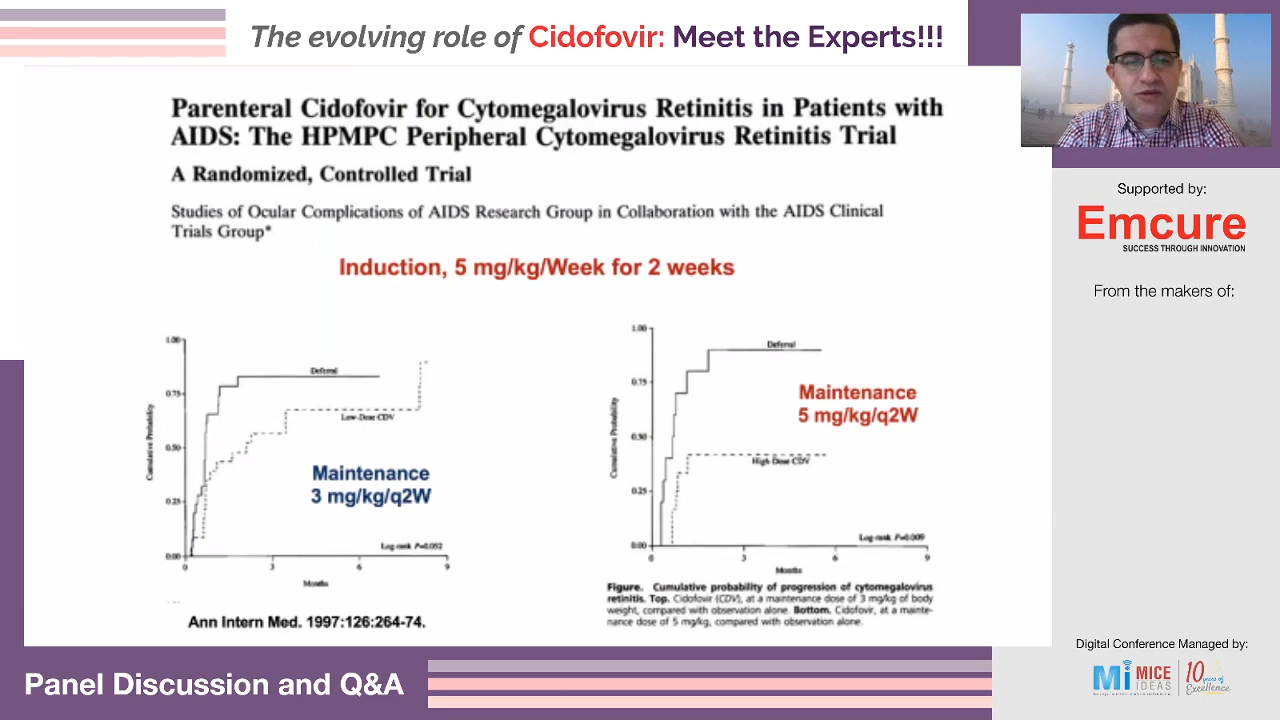 The evolving role of Cidofovir: Meet the Experts!!!
Parenteral Cidofovir for Cytomegalovirus Retinitis in Patients with
AIDS: The HPMPC Peripheral Cytomegalovirus Retinitis Trial
A Randomized, Controlled Trial
Studies of Ocular Complications of AIDS Research Group in Collaboration with the AIDS Clinical
Trials Group*
Induction, 5 mg/kg/Week for 2 weeks
1.00
0.75
0.50
0.25
0.00
Cumulative Probability
Deferral
Low-Dose CDV
Maintenance
3 mg/kg/q2W
Log-rank P=0.052
0 3 6 9
Months
Ann Intern Med. 1997:126:264-74.
1.00
0.75
0.50
0.25
0.00
Cumulative Probability
Deferral
Maintenance
5 mg/kg/q2W
High-Dose CDV
Log-rank P=0.009
0 3 6 9
Months
Figure. Cumulative probability of progression of cytomegalovirus
retinitis. Top. Cidofovir (CDV), at a maintenance dose of 3 mg/kg of body
weight, compared with observation alone. Bottom. Cidofovir, at a mainte-
nance dose of 5 mg/kg, compared with observation alone.
Supported by:
Emcure
SUCCESS THROUGH INNOVATION
From the makers of:
Digital Conference Managed by:
Mi MICE
IDEAS
10
years of
Excellence
Panel Discussion and Q&A